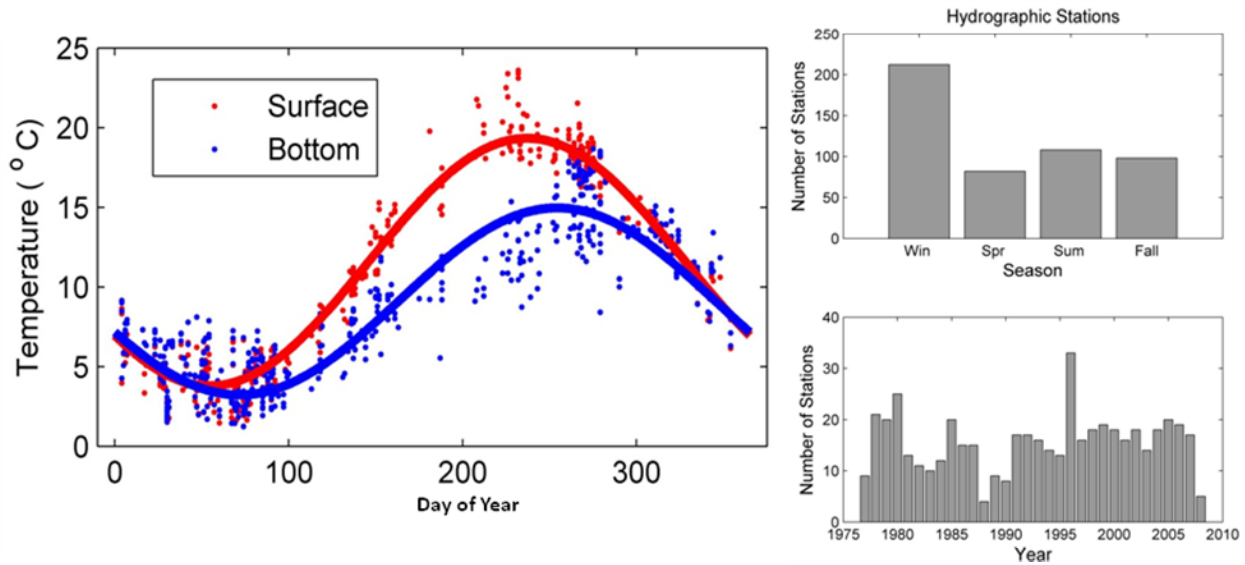 25
20
15
10
5
0
Temperature ( °C)
Surface
Bottom
0 100 200 300
Day of Year
Hydrographic Stations
250
200
150
100
50
0
Number of Stations
Win Spr Sum Fall
Season
40
30
20
10
0
Number of Stations
1975 1980 1985 1990 1995 2000 2005 2010
Year